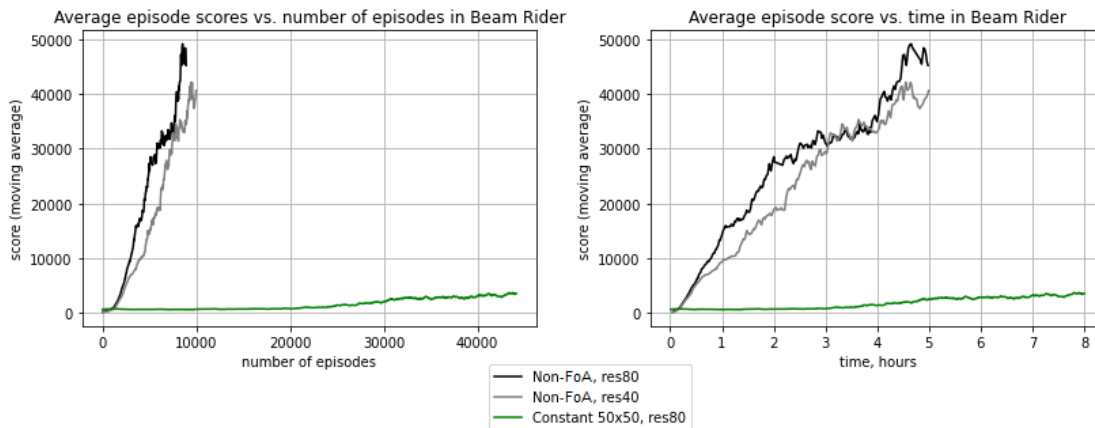 Average episode scores vs. number of episodes in Beam Rider
50000
40000
30000
20000
10000
0
score (moving average)
0
10000
20000
30000
40000
number of episodes
Average episode score vs. time in Beam Rider
50000
40000
30000
20000
10000
0
score (moving average)
0
1
2
3
4
5
6
7
8
time, hours
Non-FoA, res80
Non-FoA, res40
Constant 50x50, res80